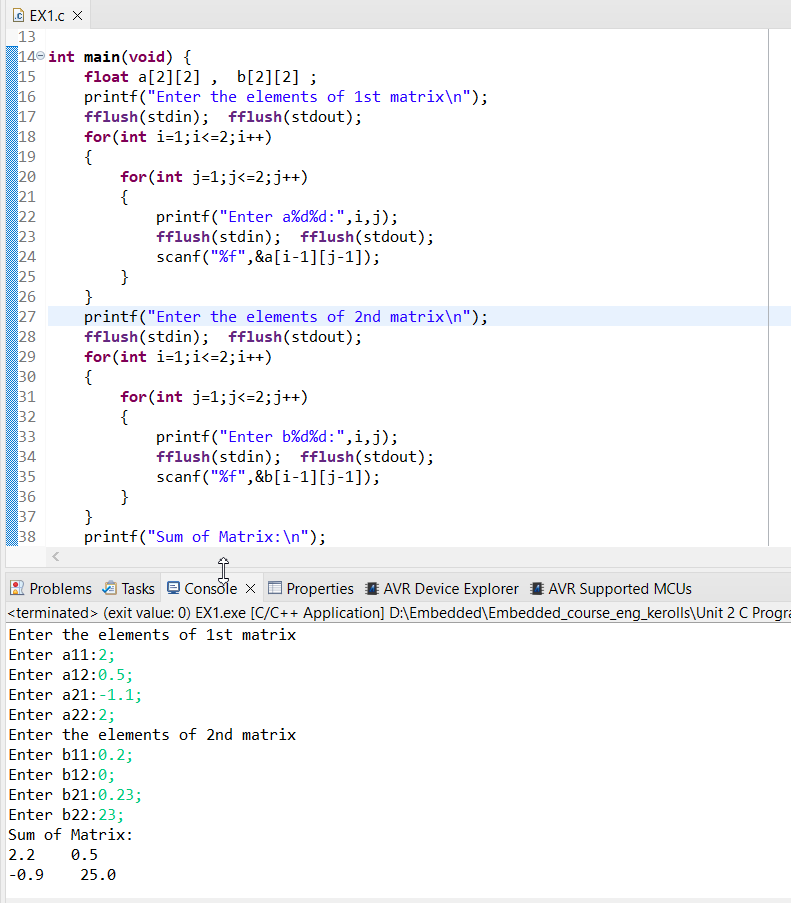 EX1.c
13
14 int main(void) {
15 float a[2][2] , b[2][2] ;
16 printf("Enter the elements of 1st matrix\n");
17 fflush(stdin); fflush(stdout);
18 for(int i=1;i<=2;i++)
19 {
20 for(int j=1;j<=2;j++)
21 {
22 printf("Enter a%d%d:",i,j);
23 fflush(stdin); fflush(stdout);
24 scanf("%f",&a[i-1][j-1]);
25 }
26 }
27 printf("Enter the elements of 2nd matrix\n");
28 fflush(stdin); fflush(stdout);
29 for(int i=1;i<=2;i++)
30 {
31 for(int j=1;j<=2;j++)
32 {
33 printf("Enter b%d%d:",i,j);
34 fflush(stdin); fflush(stdout);
35 scanf("%f",&b[i-1][j-1]);
36 }
37 }
38 printf("Sum of Matrix:\n");
Problems Tasks Console Properties AVR Device Explorer AVR Supported MCUs
<terminated> (exit value: 0) EX1.exe [C/C++ Application] D:\Embedded\Embedded_course_eng_kerolls\Unit 2 C Progra
Enter the elements of 1st matrix
Enter a11:2;
Enter a12:0.5;
Enter a21:-1.1;
Enter a22:2;
Enter the elements of 2nd matrix
Enter b11:0.2;
Enter b12:0;
Enter b21:0.23;
Enter b22:23;
Sum of Matrix:
2.2 0.5
-0.9 25.0